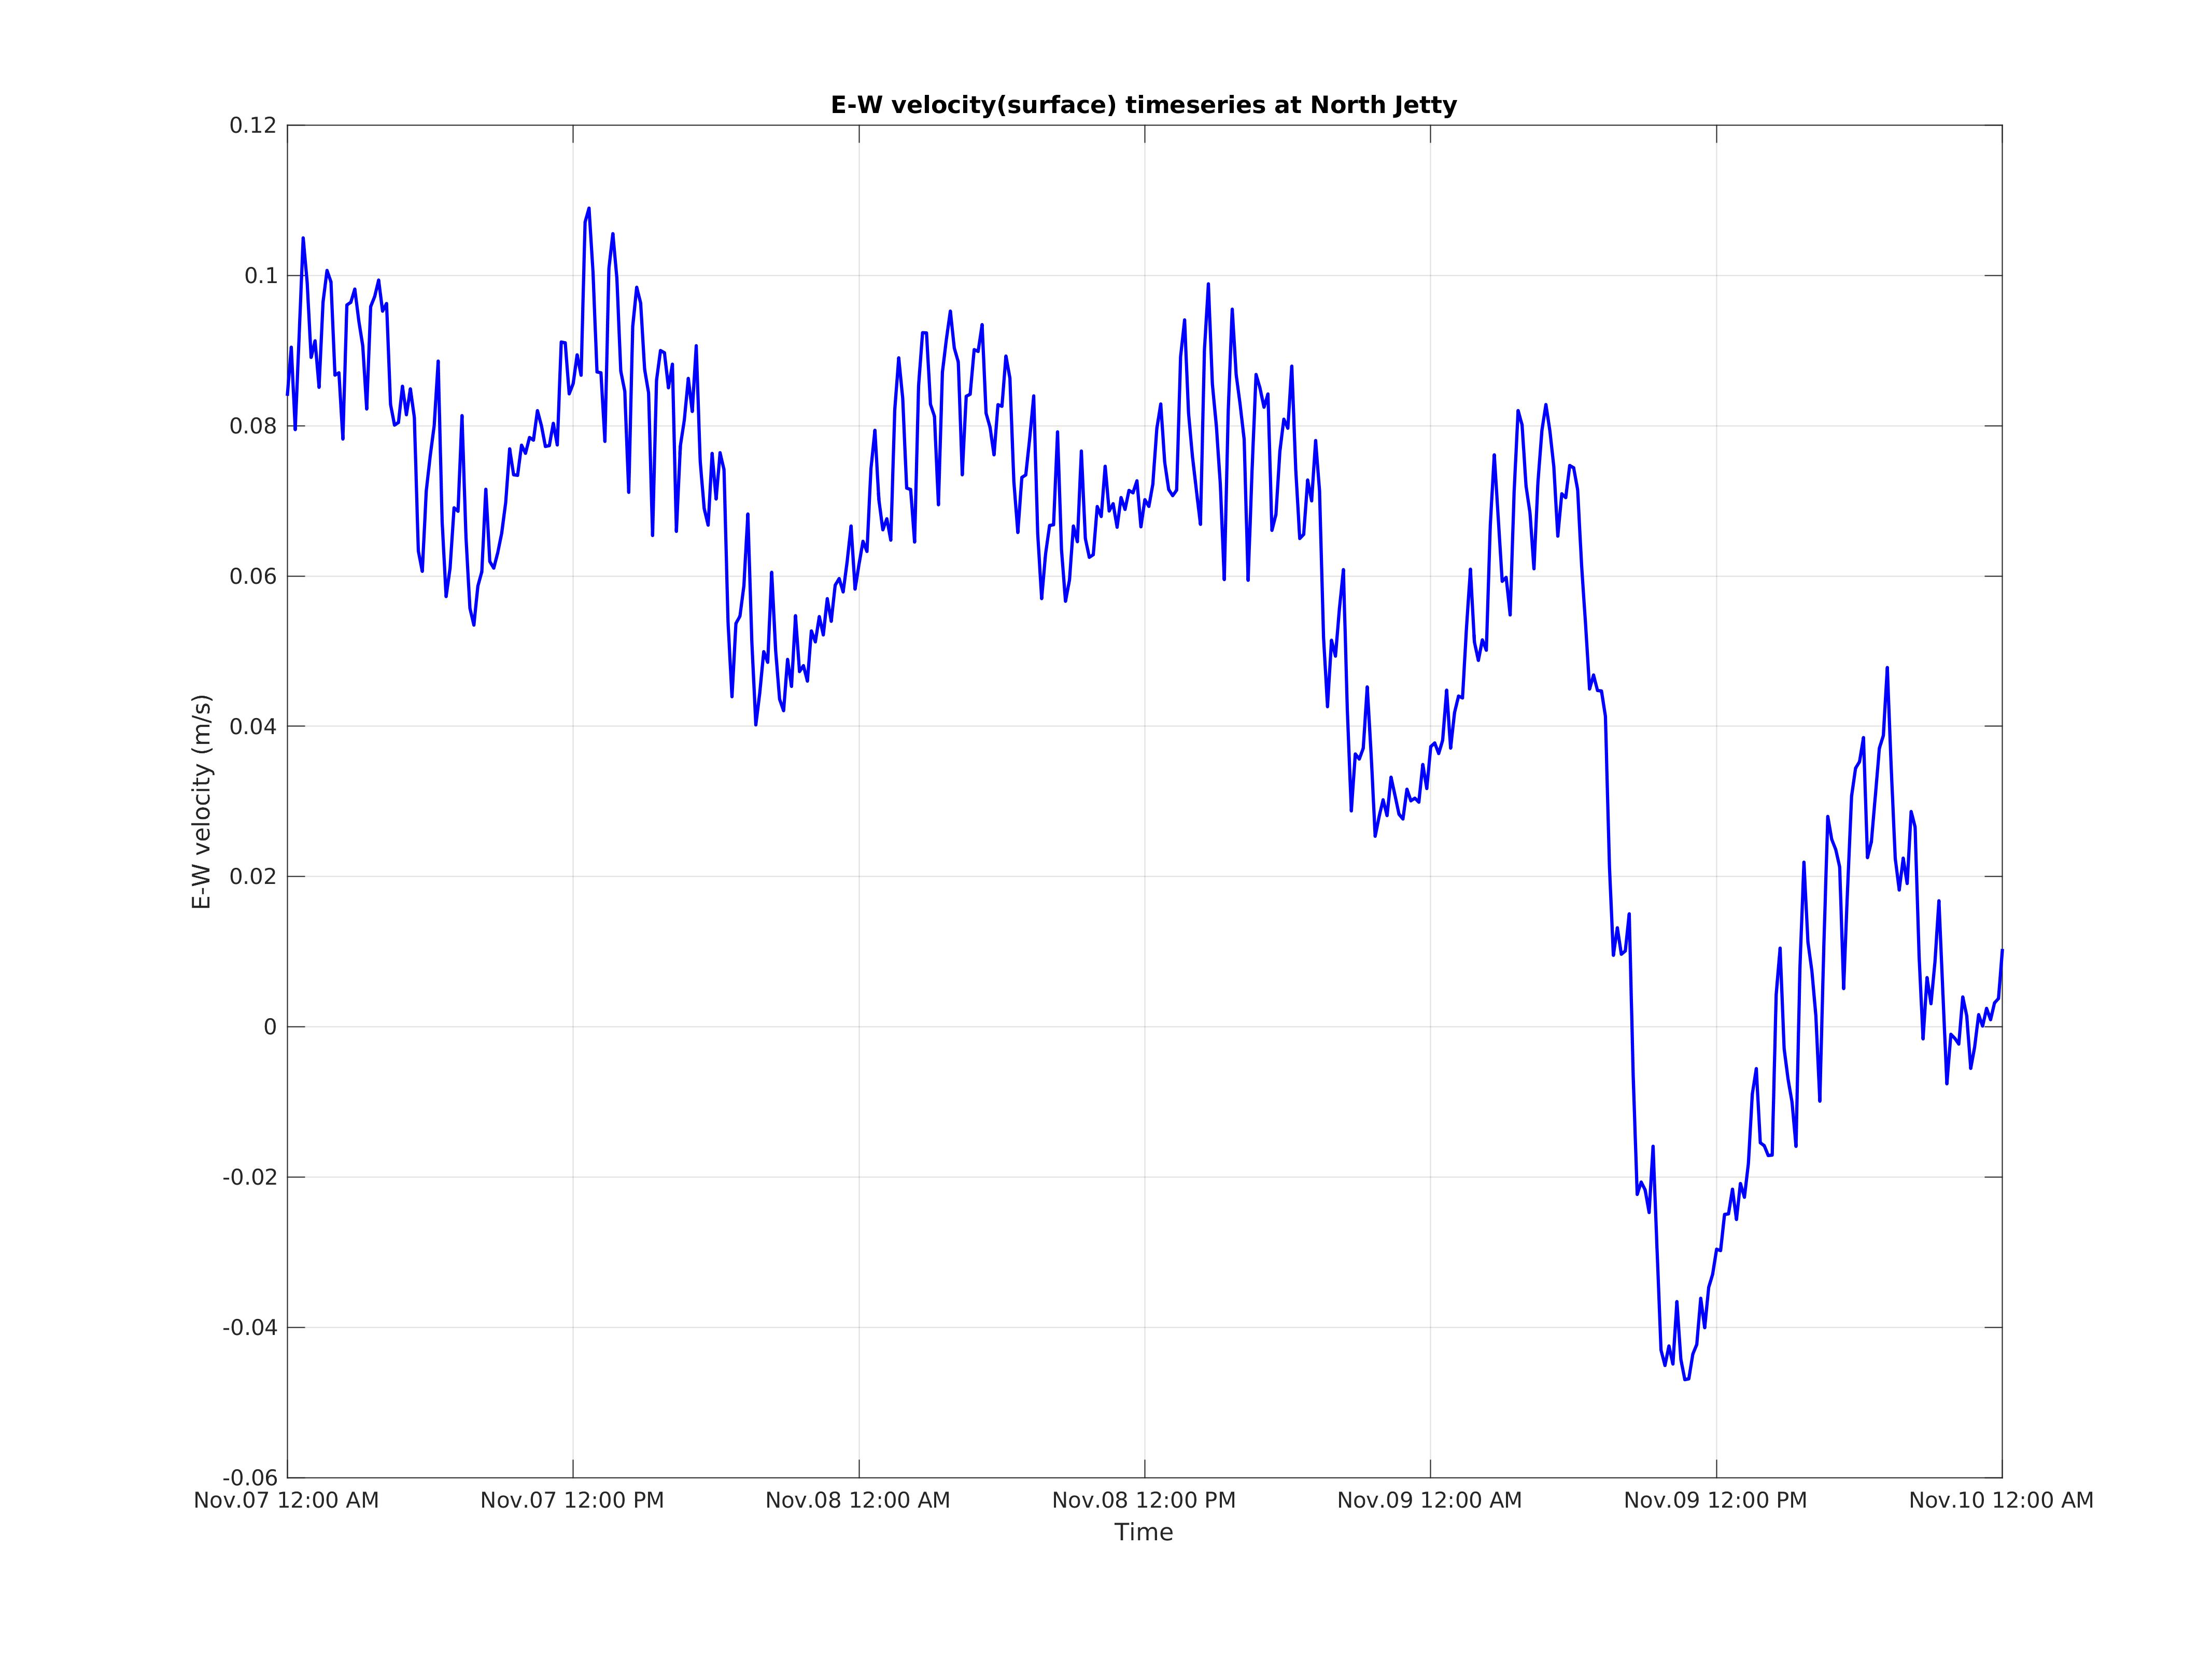 E-W velocity(surface) timeseries at North Jetty
0.12
0.1
0.08
0.06
0.04
0.02
0
-0.02
-0.04
-0.06
E-W velocity (m/s)
Nov.07 12:00 AM
Nov.07 12:00 PM
Nov.08 12:00 AM
Nov.08 12:00 PM
Nov.09 12:00 AM
Nov.09 12:00 PM
Nov.10 12:00 AM
Time